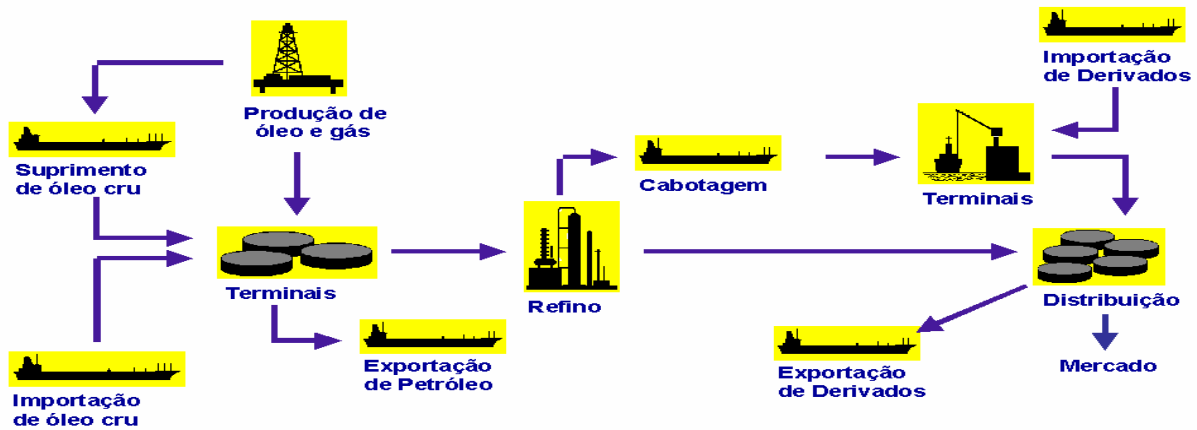 Importação
de Derivados
Produção de
óleo e gás
Suprimento
de óleo cru
Cabotagem
Terminais
Terminais
Refino
Distribuição
Exportação
de Petróleo
Exportação
de Derivados
Mercado
Importação
de óleo cru